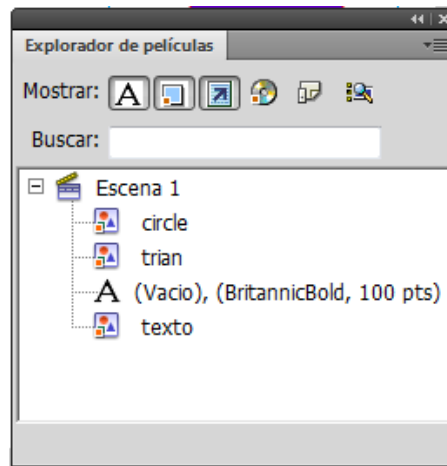 Explorador de películas
Mostrar: A
Buscar:
Escena 1
circle
trian
A (Vacio), (BritannicBold, 100 pts)
texto